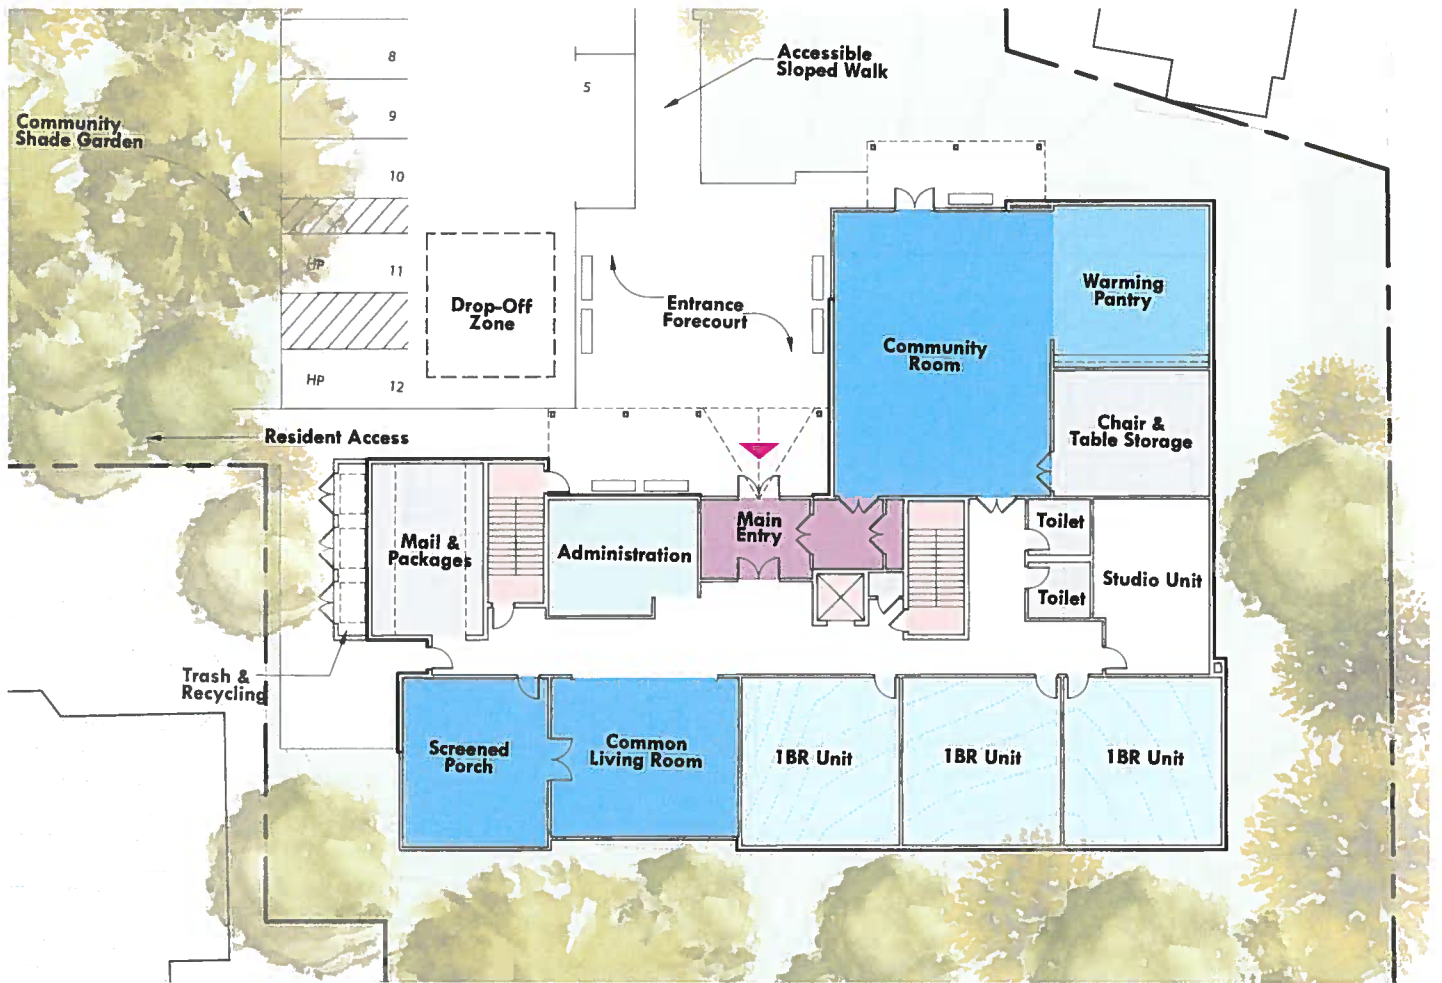 8
5
9
10
HP
11
HP
12
Accessible
Sloped Walk
Community
Shade Garden
Drop-Off
Zone
Entrance
Forecourt
Warming
Pantry
Community
Room
Chair &
Table Storage
Resident Access
Mail &
Packages
Administration
Main
Entry
Toilet
Toilet
Studio Unit
Trash &
Recycling
Screened
Porch
Common
Living Room
1BR Unit
1BR Unit
1BR Unit